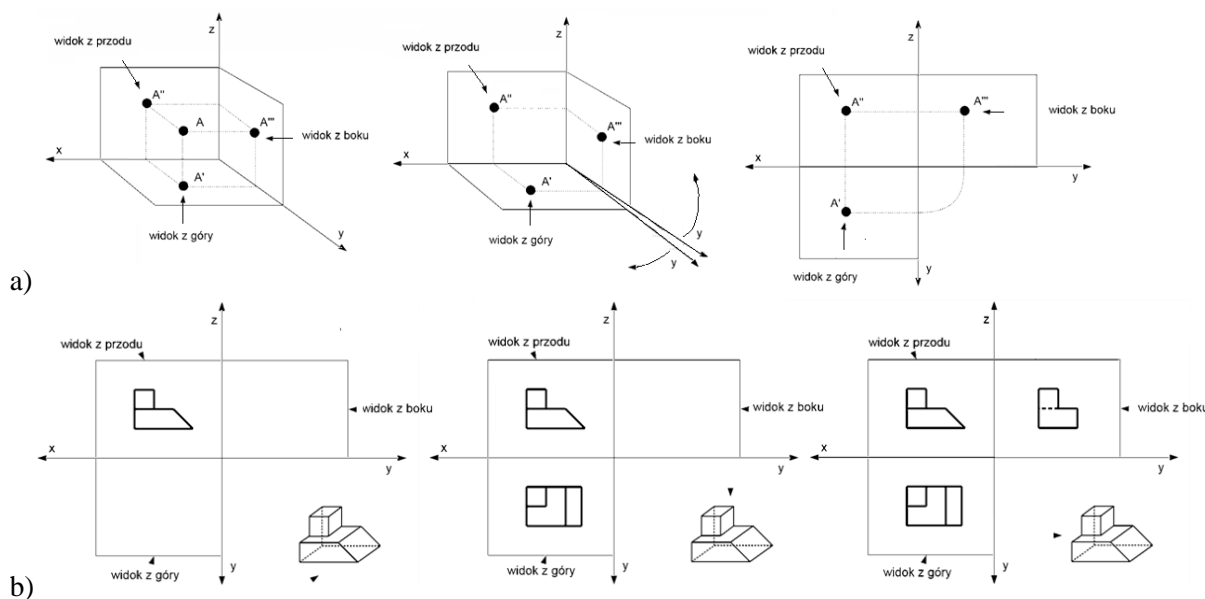 z
widok z przodu
A"
A
A'"
widok z boku
x
A'
widok z góry
y
z
widok z przodu
A"
A'"
widok z boku
x
A'
widok z góry
y
y
z
widok z przodu
A"
A'"
widok z boku
x
y
A'
widok z góry
y
a)
z
widok z przodu
widok z boku
x
y
widok z góry
y
z
widok z przodu
widok z boku
x
y
widok z góry
y
z
widok z przodu
widok z boku
x
y
widok z góry
y
b)